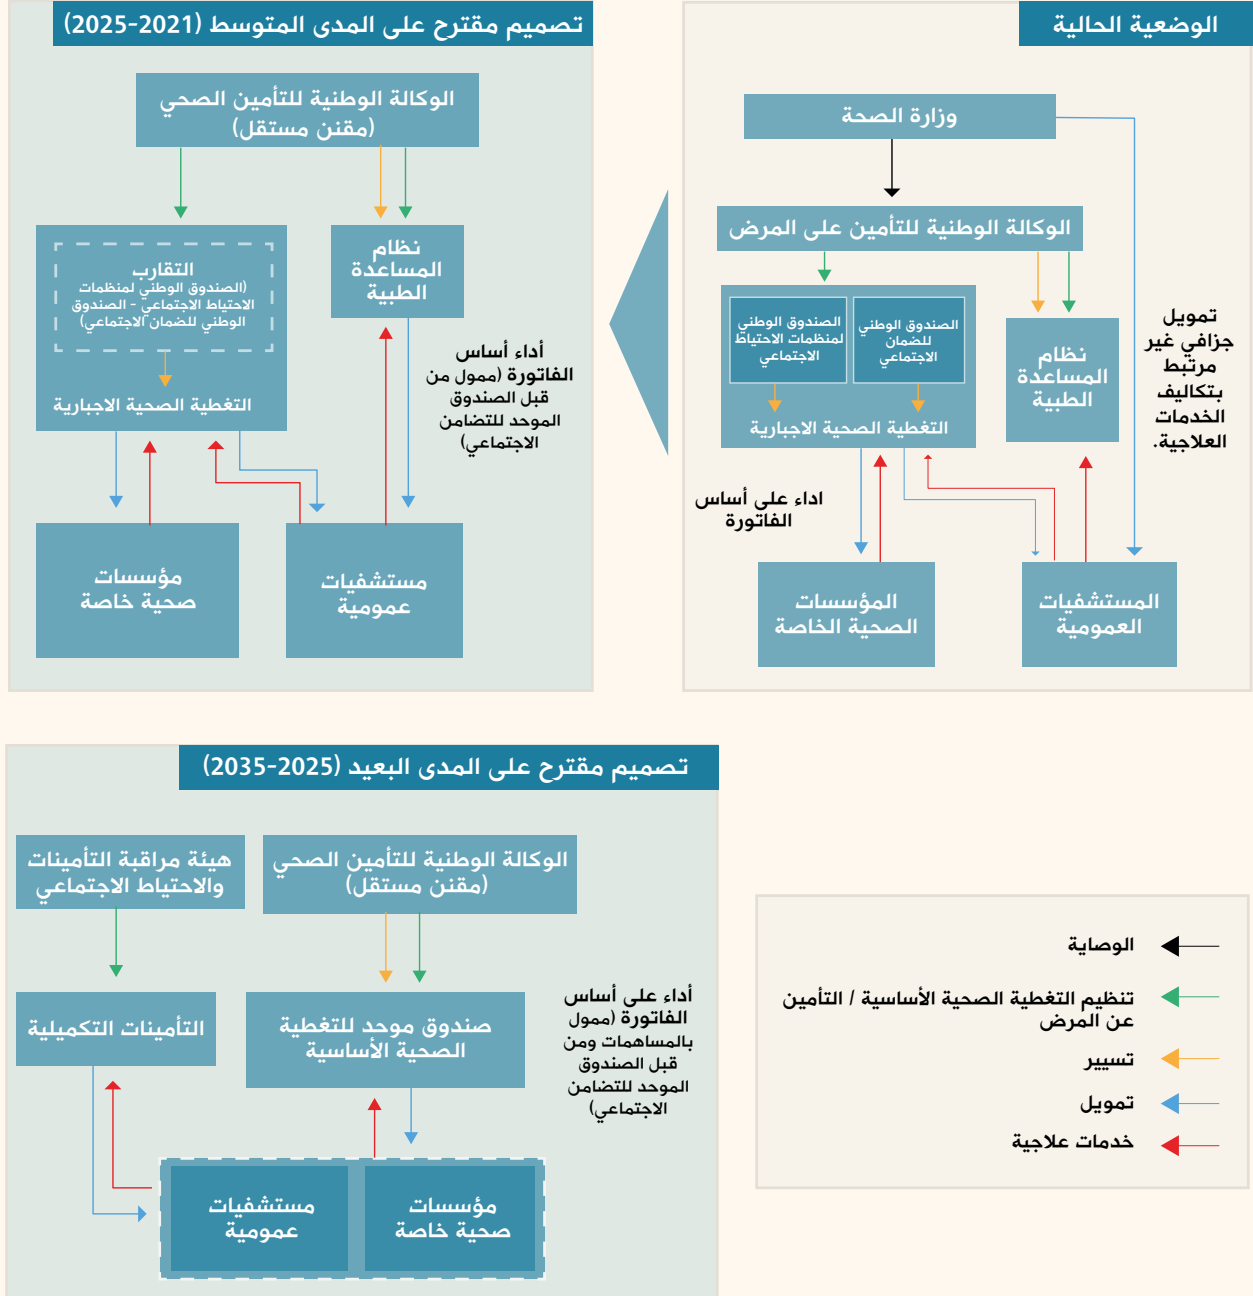 الوضعية الحالية
وزارة الصحة
الوكالة الوطنية للتأمين على المرض
الصندوق الوطني
للضمان
الاجتماعي
الصندوق الوطني
لمنظمات الاحتياط
الاجتماعي
التغطية الصحية الاجبارية
نظام
المساعدة
الطبية
تمويل
جزافي غير
مرتبط
بتكاليف
الخدمات
العلاجية.
اداء على أساس
الفاتورة
المستشفيات
العمومية
المؤسسات
الصحية الخاصة
تصميم مقترح على المدى المتوسط (2021-2025)
الوكالة الوطنية للتأمين الصحي
(مقنن مستقل)
نظام
المساعدة
الطبية
التقارب
(الصندوق الوطني لمنظمات
الاحتياط الاجتماعي - الصندوق
الوطني للضمان الاجتماعي)
التغطية الصحية الاجبارية
أداء أساس
الفاتورة (ممول من
قبل الصندوق
الموحد للتضامن
الاجتماعي)
مستشفيات
عمومية
مؤسسات
صحية خاصة
تصميم مقترح على المدى البعيد (2025-2035)
الوكالة الوطنية للتأمين الصحي
(مقنن مستقل)
هيئة مراقبة التأمينات
والاحتياط الاجتماعي
أداء على أساس
الفاتورة (ممول
بالمساهمات ومن
قبل الصندوق
الموحد للتضامن
الاجتماعي)
صندوق موحد للتغطية
الصحية الأساسية
التأمينات التكميلية
مؤسسات
صحية خاصة
مستشفيات
عمومية
الوصاية
تنظيم التغطية الصحية الأساسية / التأمين
عن المرض
تسيير
تمويل
خدمات علاجية